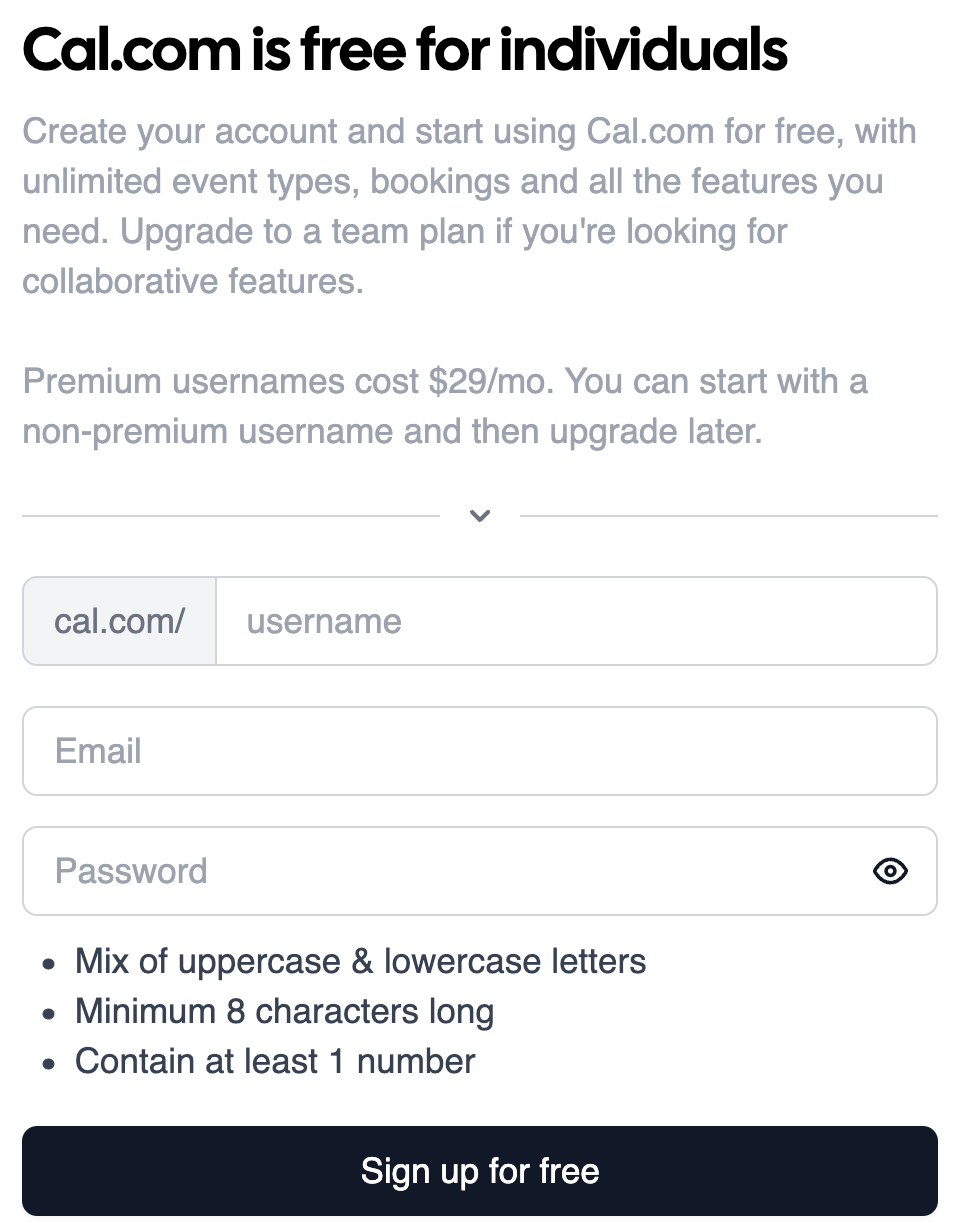 Cal.com is free for individuals
Create your account and start using Cal.com for free, with
unlimited event types, bookings and all the features you
need. Upgrade to a team plan if you're looking for
collaborative features.
Premium usernames cost $29/mo. You can start with a
non-premium username and then upgrade later.
cal.com/ username
Email
Password
• Mix of uppercase & lowercase letters
• Minimum 8 characters long
• Contain at least 1 number
Sign up for free